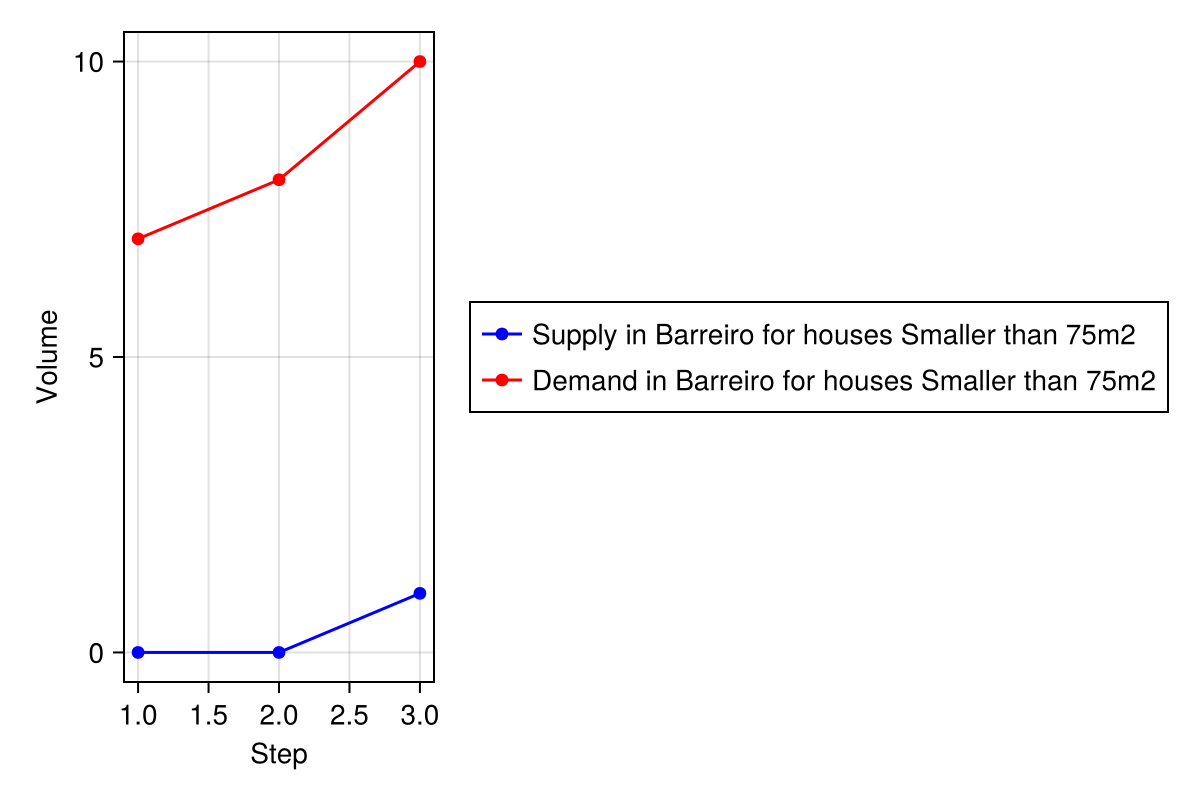 10
5
0
Volume
1.0 1.5 2.0 2.5 3.0
Step
Supply in Barreiro for houses Smaller than 75m2
Demand in Barreiro for houses Smaller than 75m2